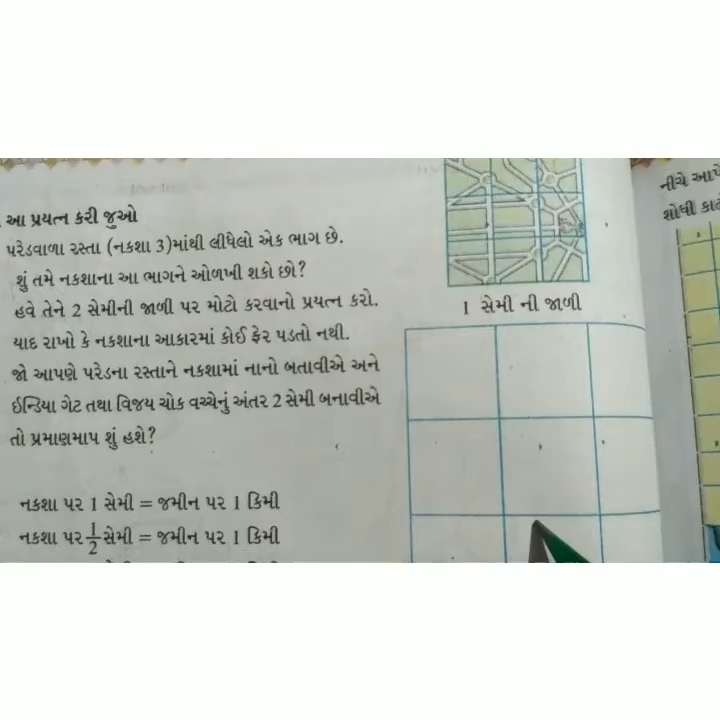 આ પ્રયત્ન કરી જુઓ
પરેડવાળા રસ્તા (નકશા 3)માંથી લીધેલો એક ભાગ છે.
શું તમે નકશાના આ ભાગને ઓળખી શકો છો?
હવે તેને 2 સેમીની જાળી પર મોટો કરવાનો પ્રયત્ન કરો.
યાદ રાખો કે નકશાના આકારમાં કોઈ ફેર પડતો નથી.
જો આપણે પરેડના રસ્તાને નકશામાં નાનો બતાવીએ અને
ઈન્ડિયા ગેટ તથા વિજય ચોક વચ્ચેનું અંતર 2 સેમી બનાવીએ
તો પ્રમાણમાપ શું હશે?
નકશા પર 1 સેમી = જમીન પર 1 કિમી
નકશા પર 1/2 સેમી = જમીન પર 1 કિમી
1 સેમી ની જાળી
નીચે
શોધી